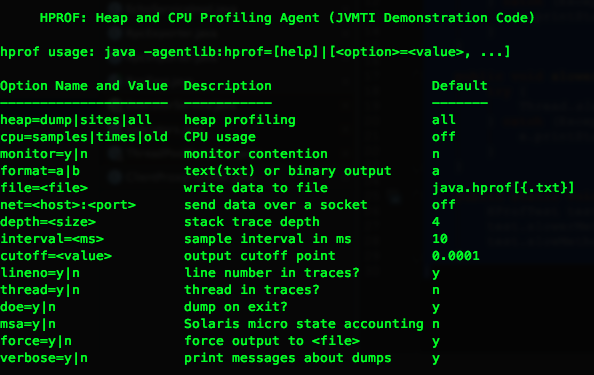 HPROF: Heap and CPU Profiling Agent (JVMTI Demonstration Code)
hprof usage: java -agentlib:hprof=[help]|[<option>=<value>, ...]
Option Name and Value  Description           Default
---------------------  -----------           -------
heap=dump|sites|all    heap profiling        all
cpu=samples|times|old  CPU usage             off
monitor=y|n            monitor contention    n
format=a|b             text(txt) or binary output   a
file=<file>            write data to file    java.hprof[{.txt}]
net=<host>:<port>      send data over a socket      off
depth=<size>           stack trace depth     4
interval=<ms>          sample interval in ms 10
cutoff=<value>         output cutoff point   0.0001
lineno=y|n             line number in traces?       y
thread=y|n             thread in traces?     n
doe=y|n                dump on exit?         y
msa=y|n                Solaris micro state accounting n
force=y|n              force output to <file>       y
verbose=y|n            print messages about dumps   y